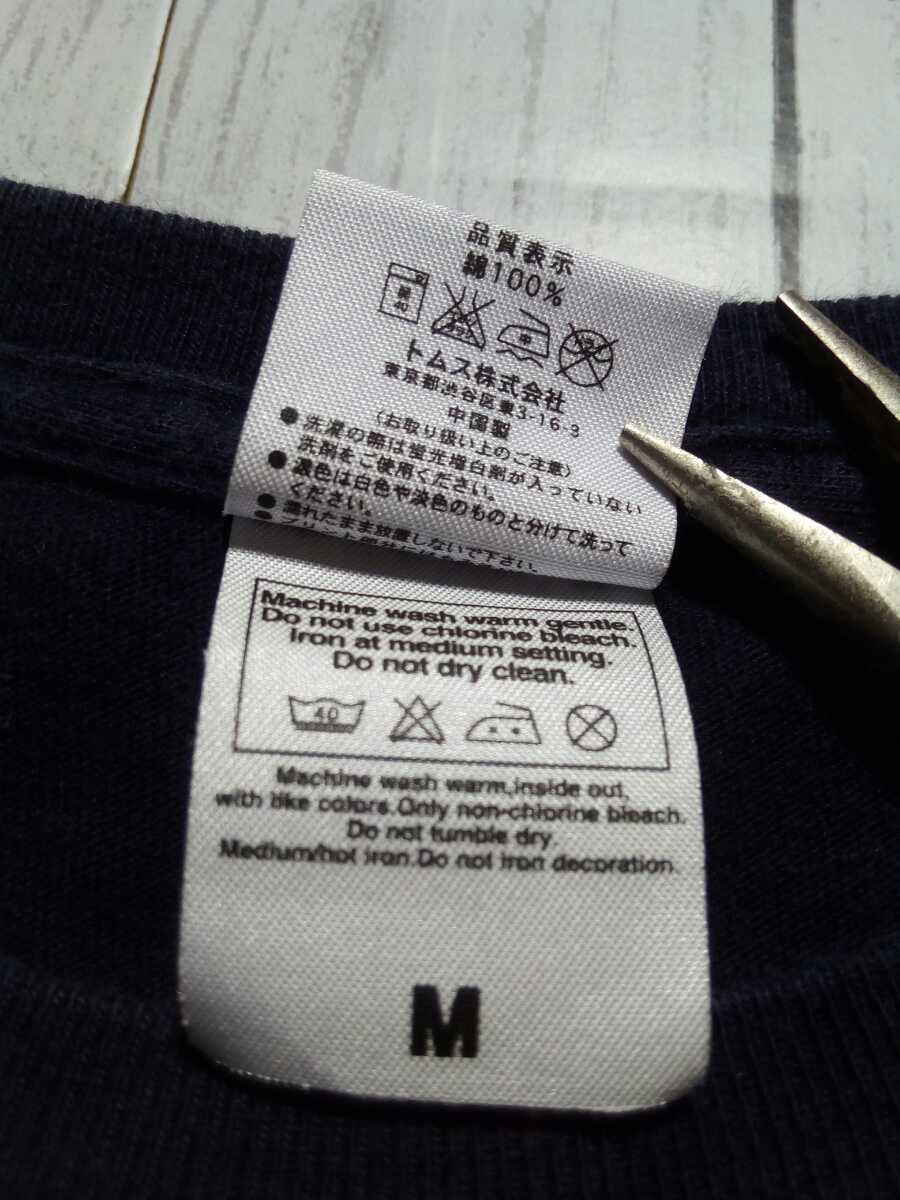 品質表示
綿100%
弱
40
中
トムス株式会社
東京都渋谷区東3-16-3
中国製
(お取り扱い上のご注意)
●洗濯の際は蛍光増白剤が入っていない
洗剤をご使用ください。
●濃色は白色や淡色のものと分けて洗って
ください。
●濡れたまま放置しないで下さい。
Machine wash warm gentle.
Do not use chlorine bleach.
Iron at medium setting.
Do not dry clean.
40
Machine wash warm,inside out,
with like colors.Only non-chlorine bleach.
Do not tumble dry.
Medium/hot iron.Do not iron decoration.
M